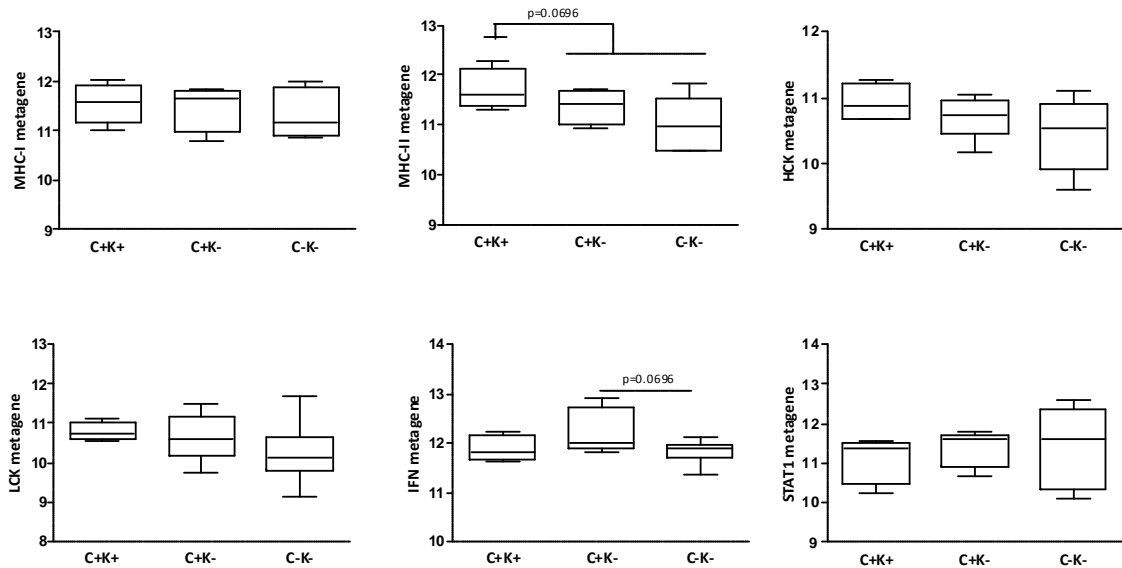 MHC-I metagene
13
12
11
10
9
C+K+ C+K- C-K-
p=0.0696
MHC-II metagene
13
12
11
10
9
C+K+ C+K- C-K-
HCK metagene
12
11
10
9
C+K+ C+K- C-K-
LCK metagene
13
12
11
10
9
8
C+K+ C+K- C-K-
p=0.0696
IFN metagene
14
13
12
11
10
C+K+ C+K- C-K-
STAT1 metagene
14
13
12
11
10
9
C+K+ C+K- C-K-